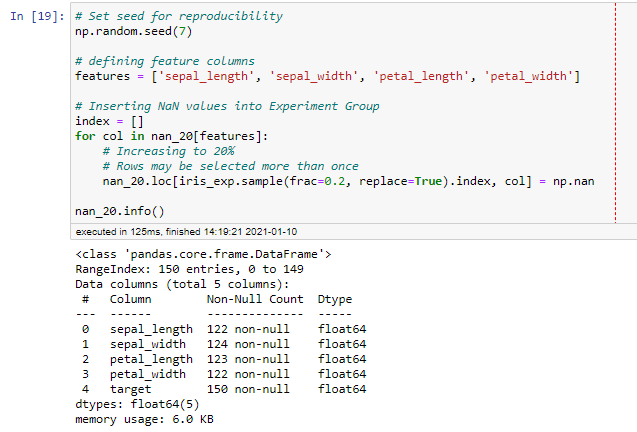 In [19]: # Set seed for reproducibility
np.random.seed(7)
# defining feature columns
features = ['sepal_length', 'sepal_width', 'petal_length', 'petal_width']
# Inserting NaN values into Experiment Group
index = []
for col in nan_20[features]:
    # Increasing to 20%
    # Rows may be selected more than once
    nan_20.loc[iris_exp.sample(frac=0.2, replace=True).index, col] = np.nan
nan_20.info()
executed in 125ms, finished 14:19:21 2021-01-10
<class 'pandas.core.frame.DataFrame'>
RangeIndex: 150 entries, 0 to 149
Data columns (total 5 columns):
 #   Column        Non-Null Count  Dtype
---  ------        --------------  -----
 0   sepal_length  122 non-null    float64
 1   sepal_width   124 non-null    float64
 2   petal_length  123 non-null    float64
 3   petal_width   122 non-null    float64
 4   target        150 non-null    float64
dtypes: float64(5)
memory usage: 6.0 KB